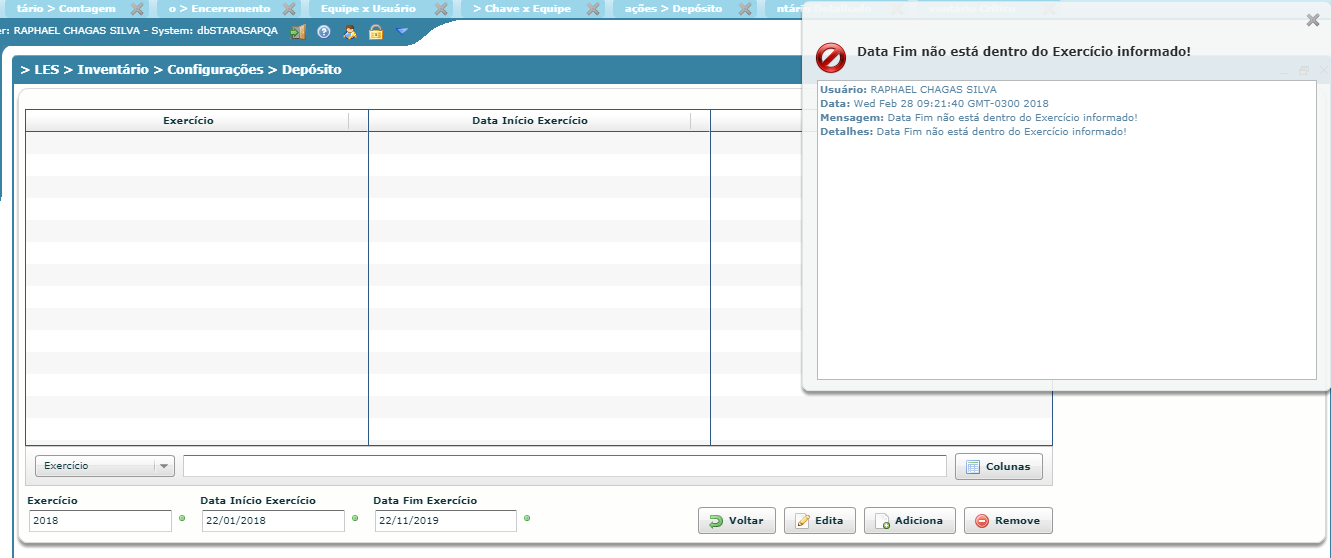 tário > Contagem
o > Encerramento
Equipe x Usuário
> Chave x Equipe
ações > Depósito
er: RAPHAEL CHAGAS SILVA - System: dbSTARASAPQA
> LES > Inventário > Configurações > Depósito
Data Fim não está dentro do Exercício informado!
Usuário: RAPHAEL CHAGAS SILVA
Data: Wed Feb 28 09:21:40 GMT-0300 2018
Mensagem: Data Fim não está dentro do Exercício informado!
Detalhes: Data Fim não está dentro do Exercício informado!
Exercício
Data Início Exercício
Exercício
Colunas
Exercício
Data Início Exercício
Data Fim Exercício
2018
22/01/2018
22/11/2019
Voltar
Edita
Adiciona
Remove